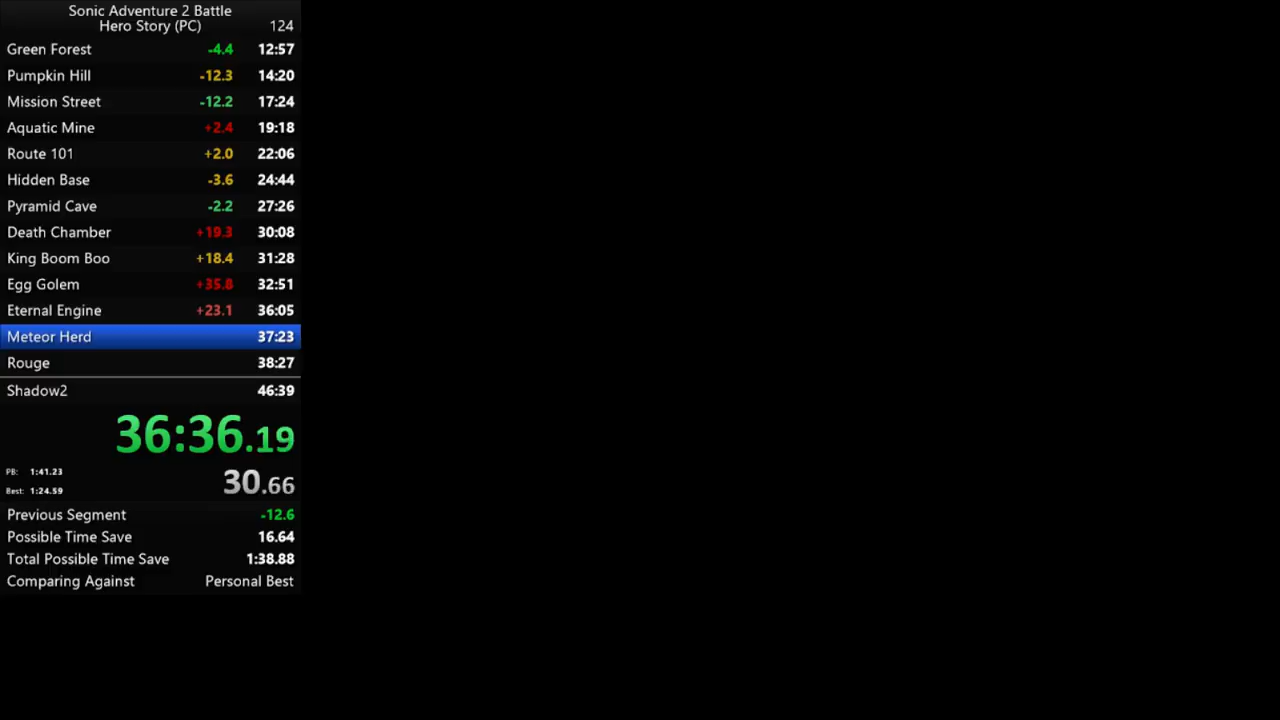 Sonic Adventure 2 Battle
Hero Story (PC) 124
Green Forest -4.4 12:57
Pumpkin Hill -12.3 14:20
Mission Street -12.2 17:24
Aquatic Mine +2.4 19:18
Route 101 +2.0 22:06
Hidden Base -3.6 24:44
Pyramid Cave -2.2 27:26
Death Chamber +19.3 30:08
King Boom Boo +18.4 31:28
Egg Golem +35.8 32:51
Eternal Engine +23.1 36:05
Meteor Herd 37:23
Rouge 38:27
Shadow2 46:39
36:36.19
PB: 1:41.23
30.66
Best: 1:24.59
Previous Segment -12.6
Possible Time Save 16.64
Total Possible Time Save 1:38.88
Comparing Against Personal Best